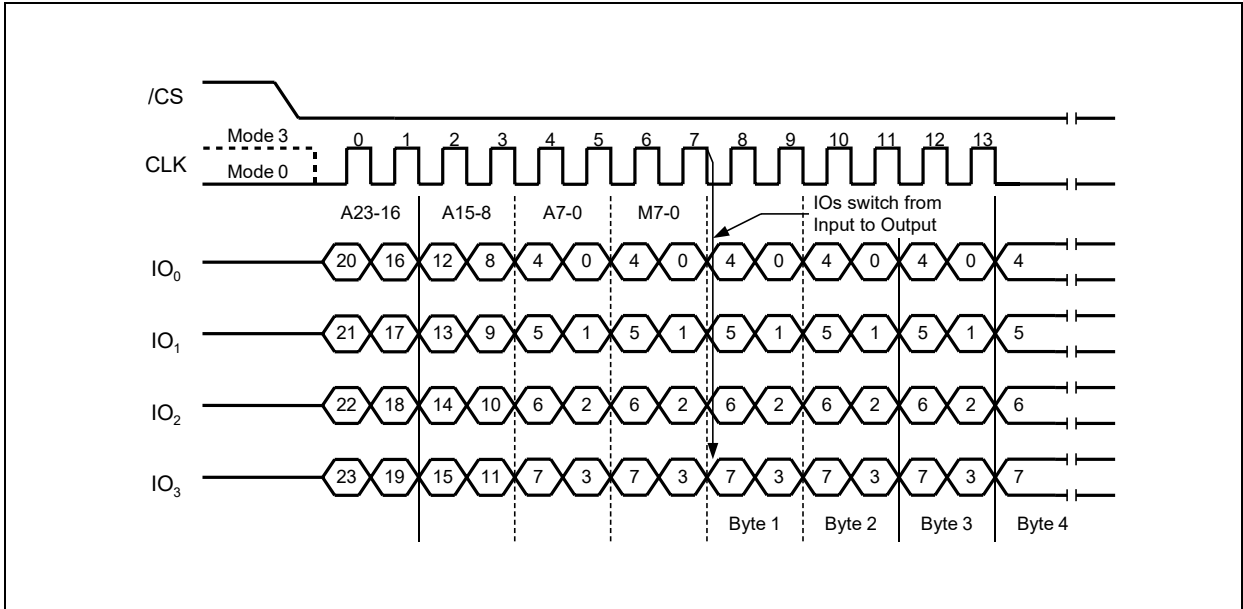 /CS
Mode 3
CLK
Mode 0
0 1 2 3 4 5 6 7 8 9 10 11 12 13
A23-16 A15-8 A7-0 M7-0
IOs switch from
Input to Output
IO0 20 16 12 8 4 0 4 0 4 0 4 0 4 0 4
IO1 21 17 13 9 5 1 5 1 5 1 5 1 5 1 5
IO2 22 18 14 10 6 2 6 2 6 2 6 2 6 2 6
IO3 23 19 15 11 7 3 7 3 7 3 7 3 7 3 7
Byte 1 Byte 2 Byte 3 Byte 4